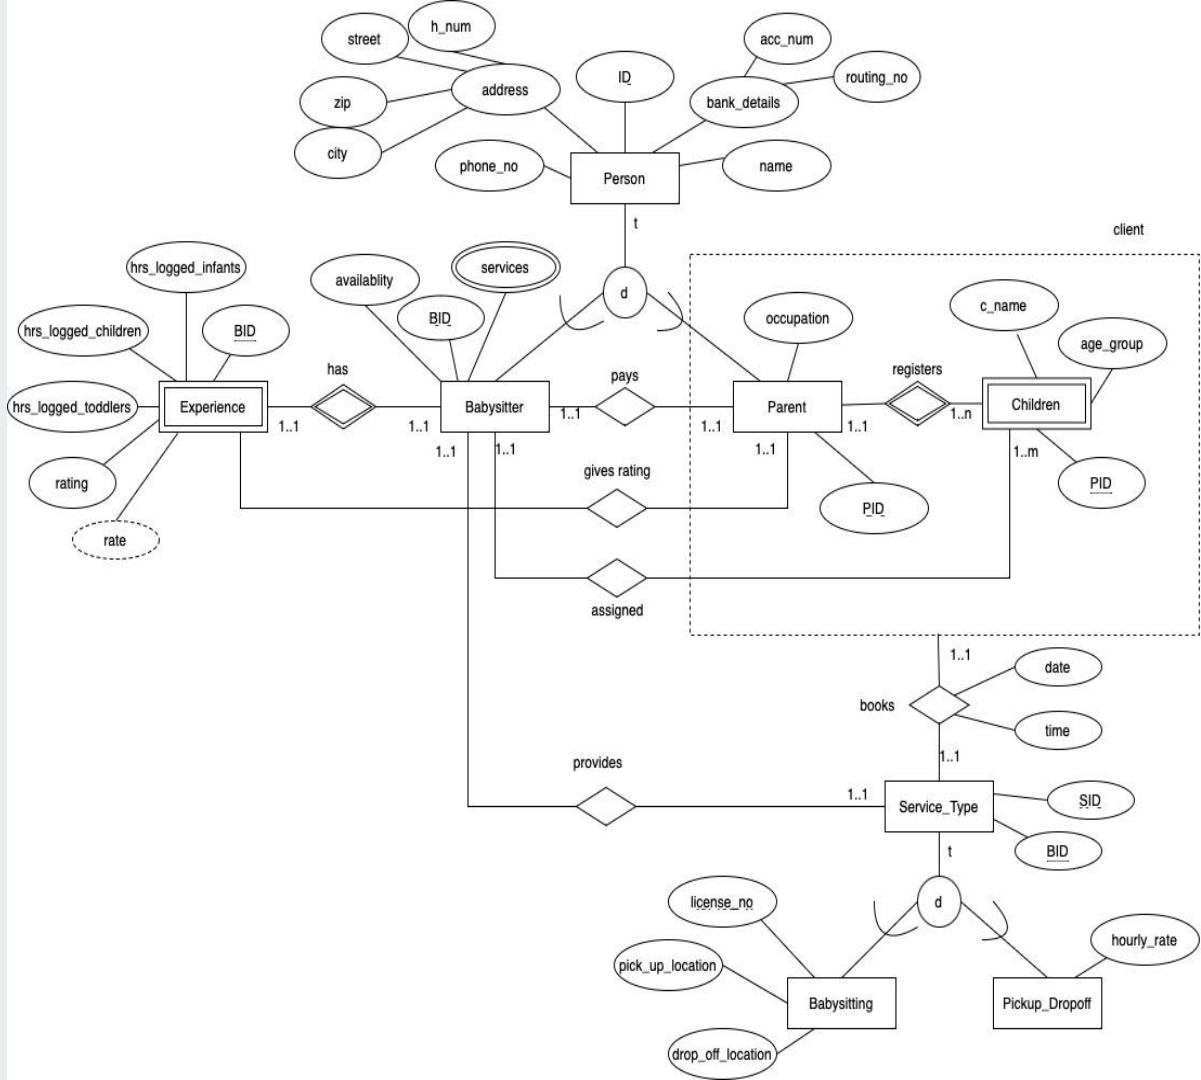 h_num
street
acc_num
ID
routing_no
address
zip
bank_details
city
phone_no
name
Person
t
client
hrs_logged_infants
services
availablity
d
c_name
BID
occupation
hrs_logged_children
BID
age_group
has
pays
registers
hrs_logged_toddlers
Experience
Babysitter
Parent
Children
1..1
1..1
1..1
1..1
1..1
1..n
1..1
1..1
1..1
1..m
gives rating
rating
PID
PID
rate
assigned
1..1
date
books
time
1..1
provides
1..1
SID
Service_Type
BID
t
license_no
d
hourly_rate
pick_up_location
Babysitting
Pickup_Dropoff
drop_off_location